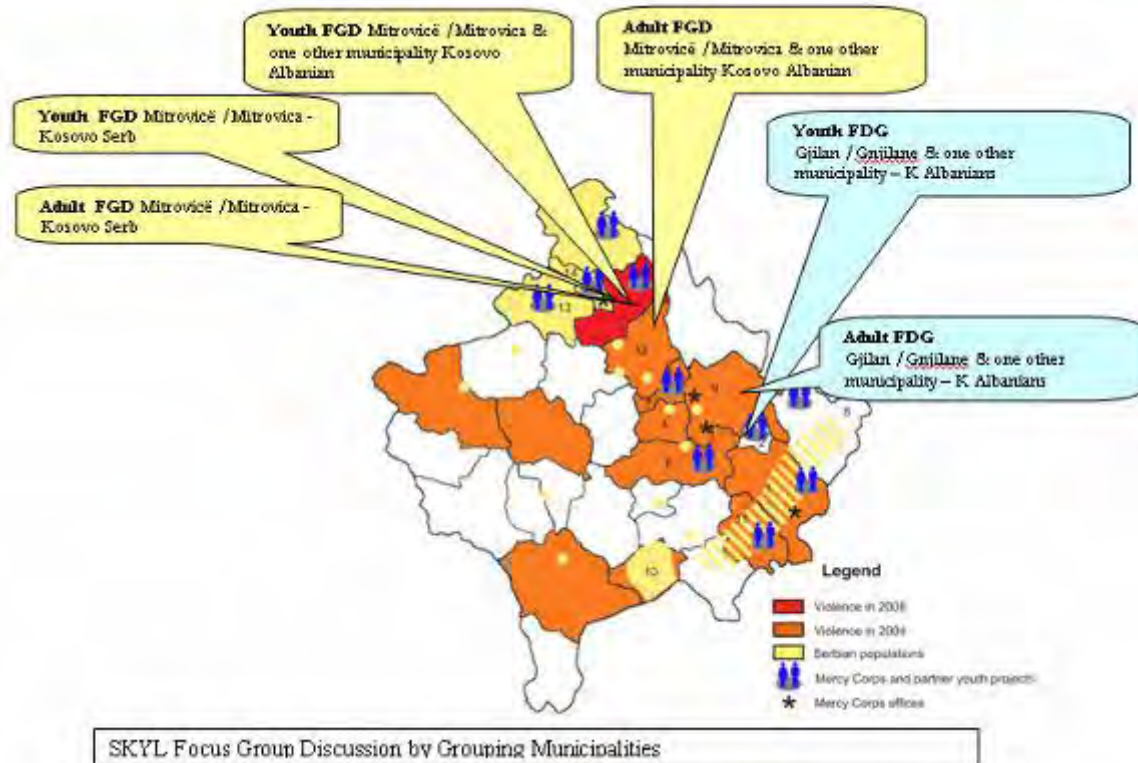 Youth FGD Mitrovicë /Mitrovica &
one other municipality Kosovo
Albanian
Adult FGD
Mitrovicë /Mitrovica & one other
municipality Kosovo Albanian
Youth FGD Mitrovicë /Mitrovica -
Kosovo Serb
Youth FDG
Gjilan / Gnjilane & one other
municipality – K Albanians
Adult FGD Mitrovicë /Mitrovica -
Kosovo Serb
Adult FDG
Gjilan / Gnjilane & one other
municipality – K Albanians
Legend
Violence in
Violence in
Serbian populations
Mercy Corps and partner youth projects
Mercy Corps offices
SKYL Focus Group Discussion by Grouping Municipalities